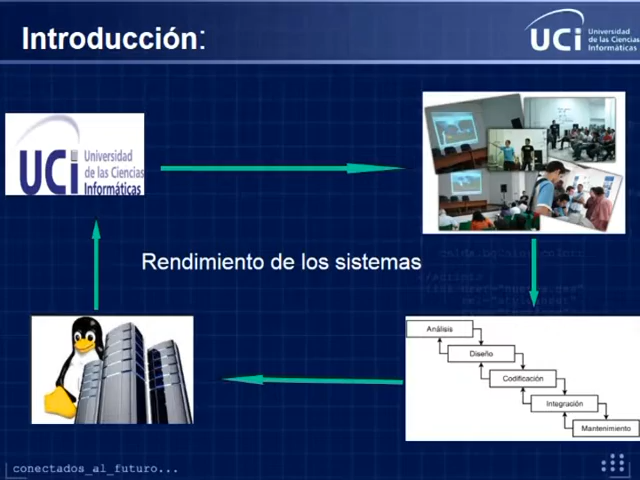 Introducción:
UCi
Universidad
de las Ciencias
Informáticas
UCi
Universidad
de las Ciencias
Informáticas
Rendimiento de los sistemas
Análisis
Diseño
Codificación
Integración
Mantenimiento
conectados_al_futuro...